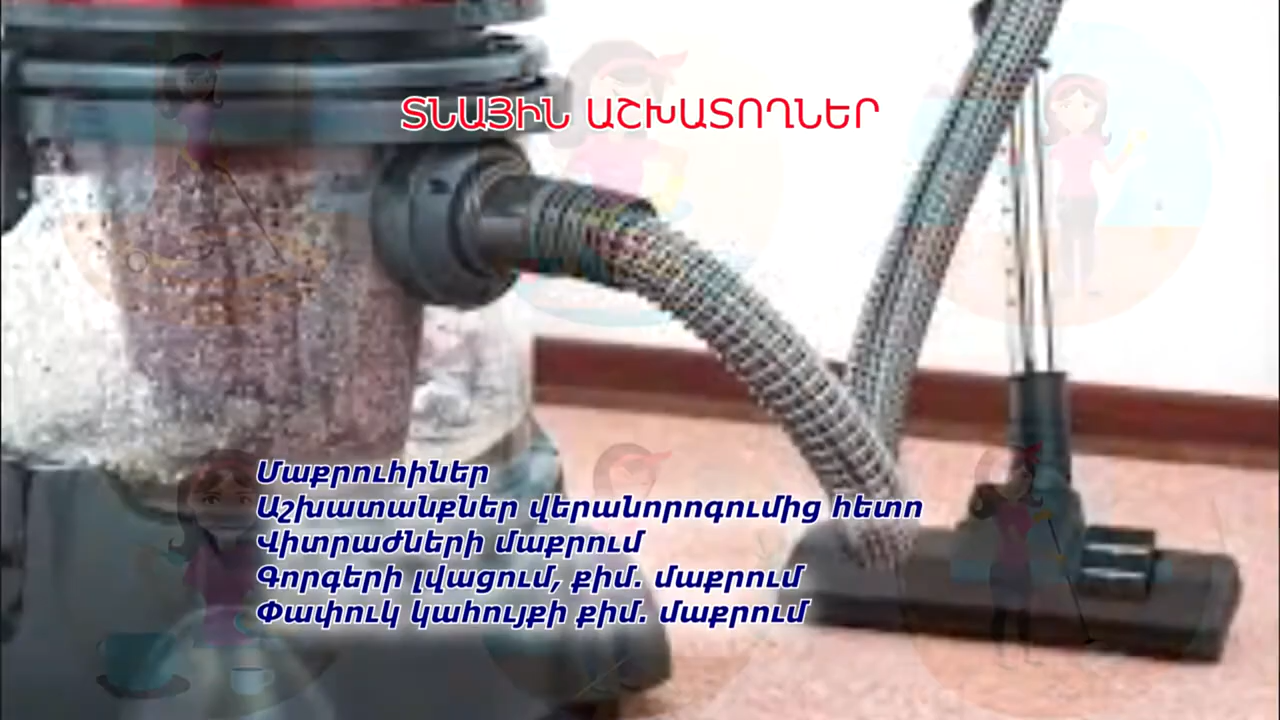 ՏՆԱՅԻՆ ԱՇԽԱՏՈՂՆԵՐ
Մաքրուհիներ
Աշխատանքներ վերանորոգումից հետո
Վիտրաժների մաքրում
Գորգերի լվացում, քիմ. մաքրում
Փափուկ կահույքի քիմ. մաքրում